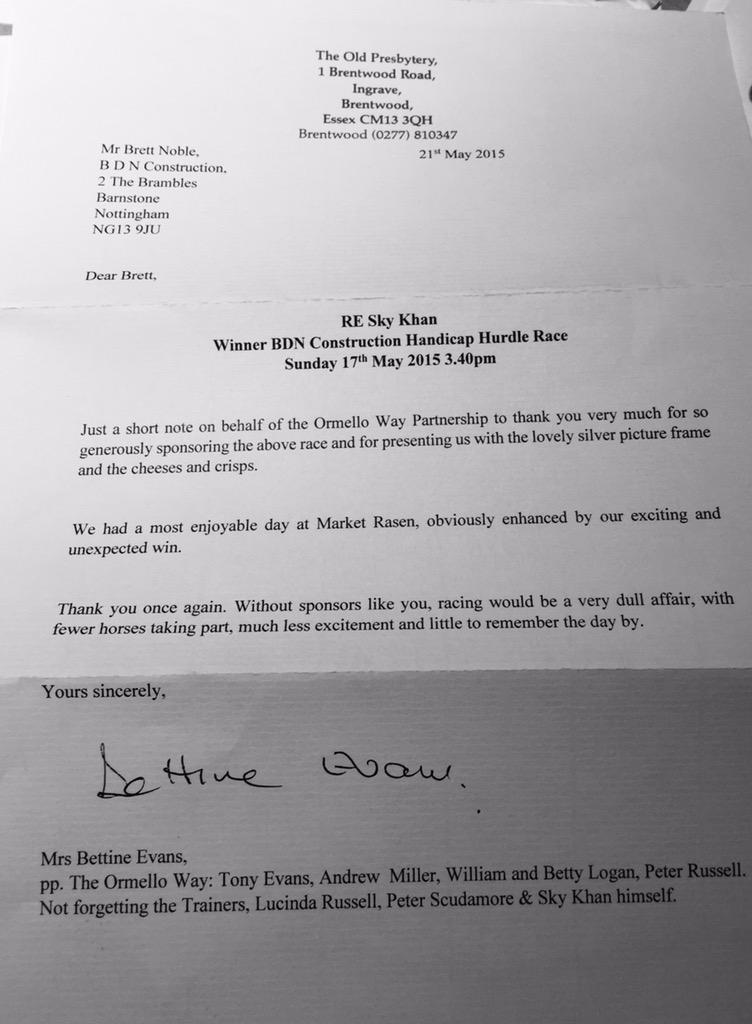 The Old Presbytery,
1 Brentwood Road,
Ingrave,
Brentwood,
Essex CM13 3QH
Brentwood (0277) 810347
21st May 2015
Mr Brett Noble,
B D N Construction,
2 The Brambles
Barnstone
Nottingham
NG13 9JU
Dear Brett,
RE Sky Khan
Winner BDN Construction Handicap Hurdle Race
Sunday 17th May 2015 3.40pm
Just a short note on behalf of the Ormello Way Partnership to thank you very much for so
generously sponsoring the above race and for presenting us with the lovely silver picture frame
and the cheeses and crisps.
We had a most enjoyable day at Market Rasen, obviously enhanced by our exciting and
unexpected win.
Thank you once again. Without sponsors like you, racing would be a very dull affair, with
fewer horses taking part, much less excitement and little to remember the day by.
Yours sincerely,
Bettine Evans.
Mrs Bettine Evans,
pp. The Ormello Way: Tony Evans, Andrew Miller, William and Betty Logan, Peter Russell.
Not forgetting the Trainers, Lucinda Russell, Peter Scudamore & Sky Khan himself.